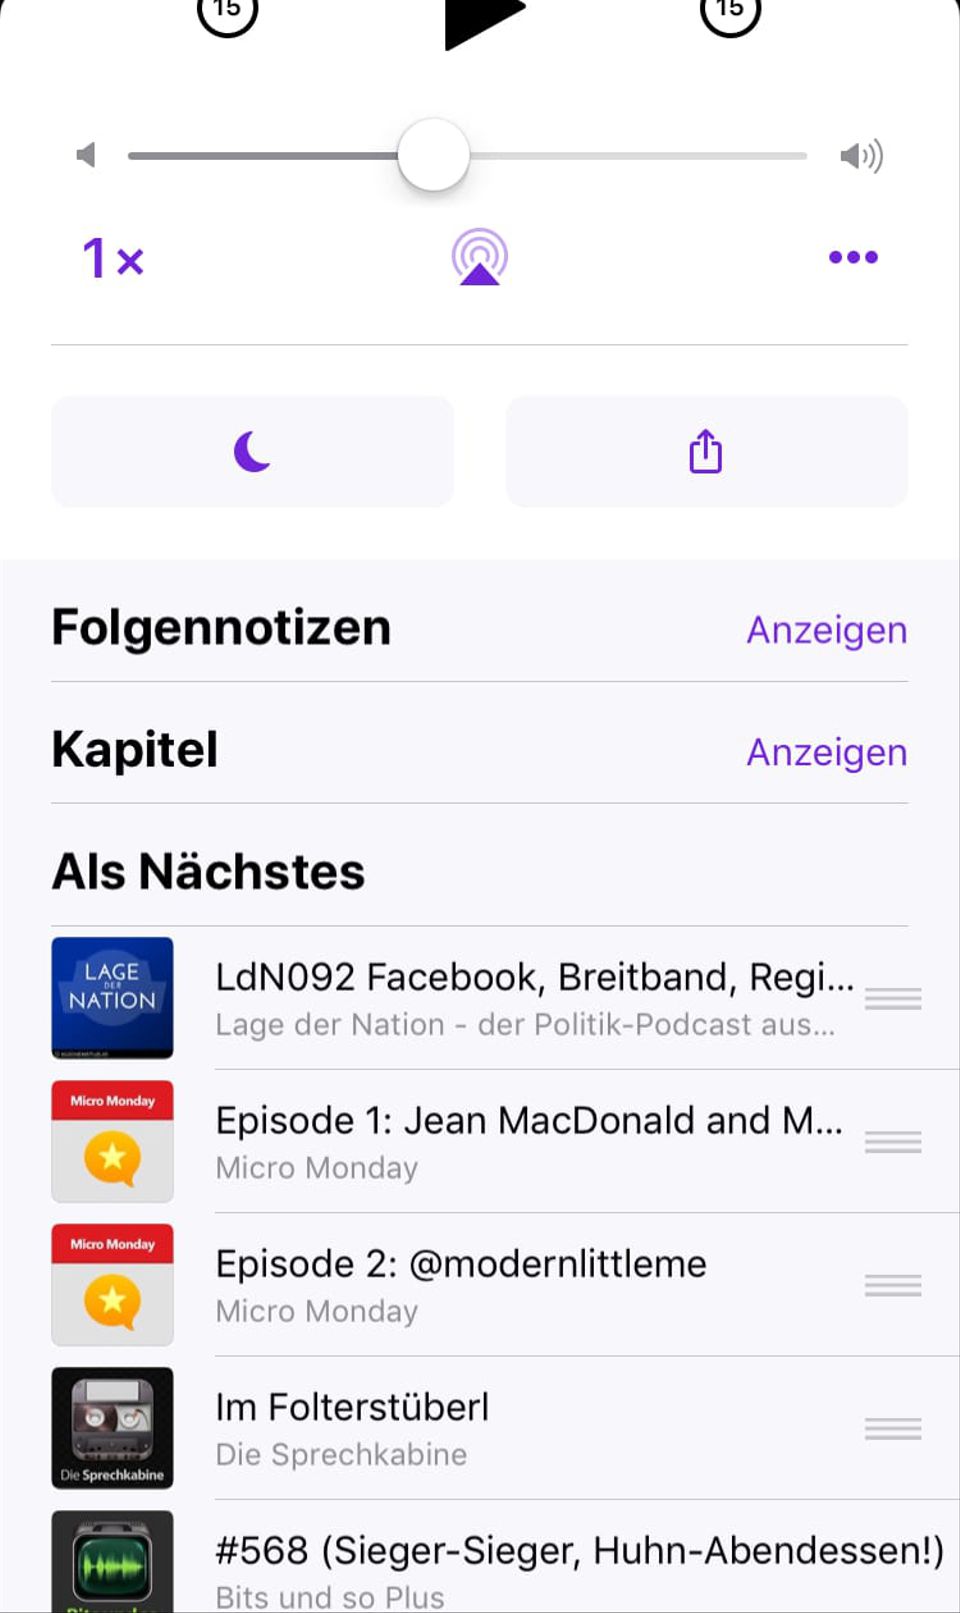 15 15
1×
Folgennotizen Anzeigen
Kapitel Anzeigen
Als Nächstes
LAGE
DER
NATION
LdN092 Facebook, Breitband, Regi...
Lage der Nation - der Politik-Podcast aus...
Micro Monday
Episode 1: Jean MacDonald and M...
Micro Monday
Micro Monday
Episode 2: @modernlittleme
Micro Monday
Die Sprechkabine
Im Folterstüberl
Die Sprechkabine
#568 (Sieger-Sieger, Huhn-Abendessen!)
Bits und so Plus